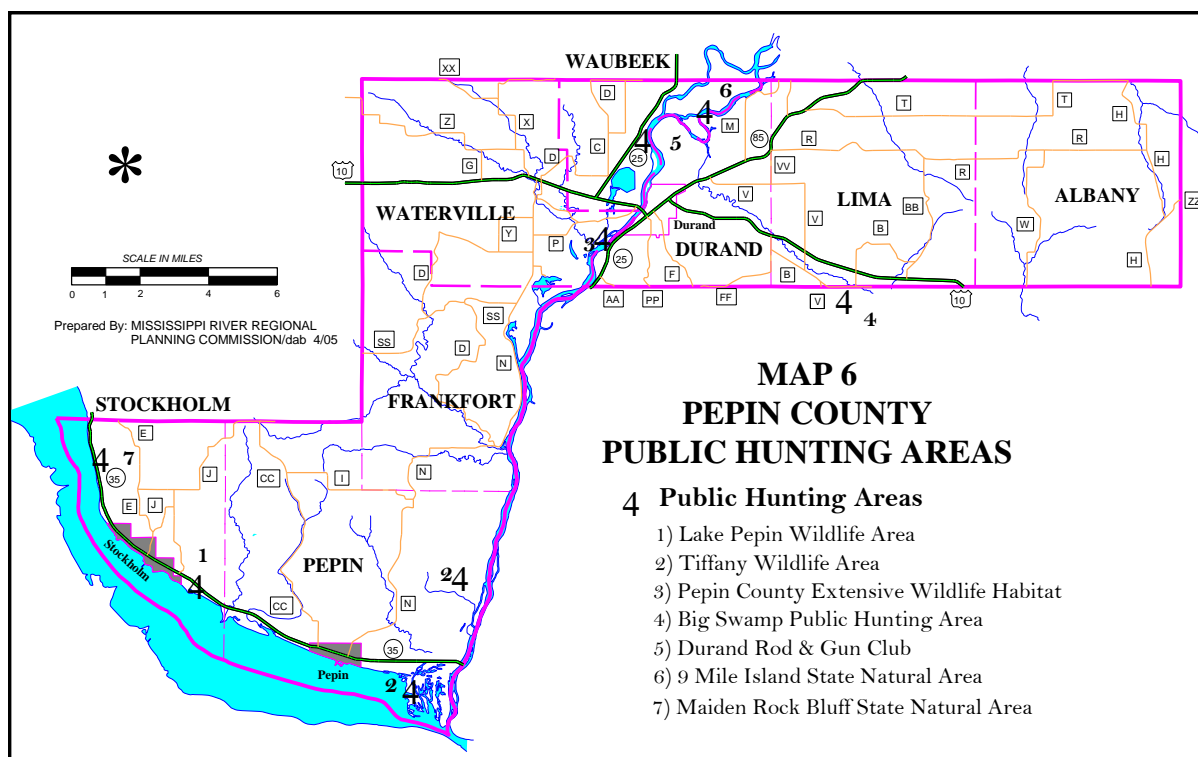 WAUBEEK
XX
D
6
4
T
T
H
Z
X
M
C
4
25
5
85
R
R
H
D
G
VV
R
10
WATERVILLE
V
LIMA
ALBANY
BB
ZZ
Y
P
3
4
Durand
DURAND
V
B
W
25
H
D
F
B
AA
PP
FF
V
4
4
10
*
SCALE IN MILES
0 1 2 4 6
Prepared By: MISSISSIPPI RIVER REGIONAL
PLANNING COMMISSION/dab 4/05
SS
SS
D
N
STOCKHOLM
FRANKFORT
E
4
7
35
J
CC
I
N
E
J
Stockholm
1
4
PEPIN
2
4
CC
N
35
Pepin
2
4
MAP 6
PEPIN COUNTY
PUBLIC HUNTING AREAS
4 Public Hunting Areas
1) Lake Pepin Wildlife Area
2) Tiffany Wildlife Area
3) Pepin County Extensive Wildlife Habitat
4) Big Swamp Public Hunting Area
5) Durand Rod & Gun Club
6) 9 Mile Island State Natural Area
7) Maiden Rock Bluff State Natural Area